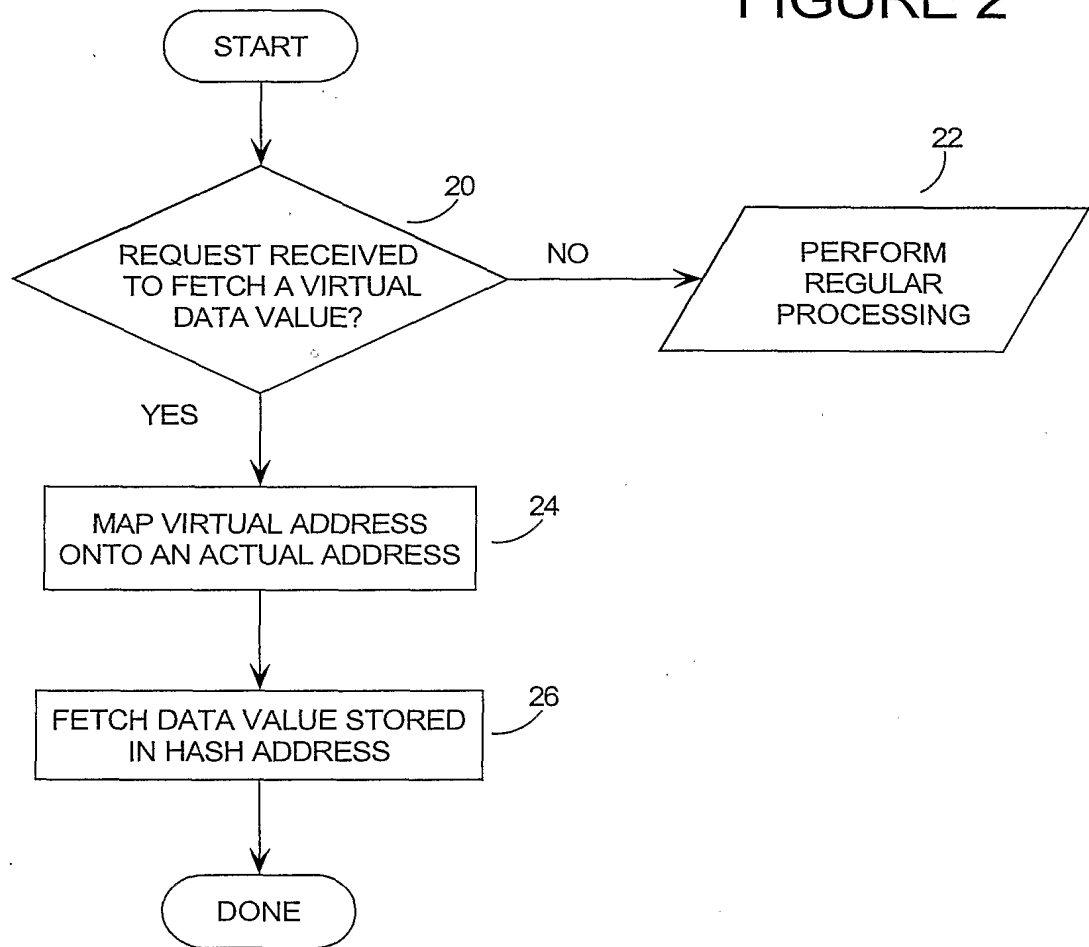 FIGURE 2
START
20
REQUEST RECEIVED
TO FETCH A VIRTUAL
DATA VALUE?
NO
22
PERFORM
REGULAR
PROCESSING
YES
24
MAP VIRTUAL ADDRESS
ONTO AN ACTUAL ADDRESS
26
FETCH DATA VALUE STORED
IN HASH ADDRESS
DONE